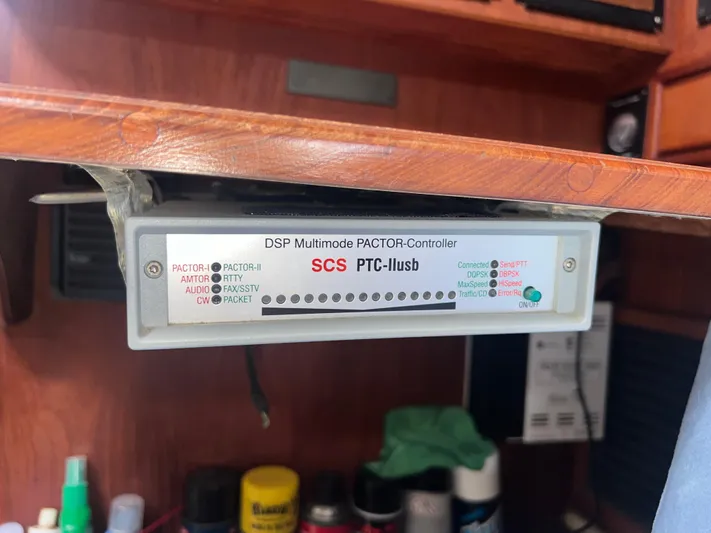 DSP Multimode PACTOR-Controller
SCS PTC-IIusb
PACTOR-I PACTOR-II
AMTOR RTTY
AUDIO FAX/SSTV
CW PACKET
Connected Send/PTT
DQPSK DBPSK
MaxSpeed HiSpeed
Traffic/CD Error/Rq
ON/OFF